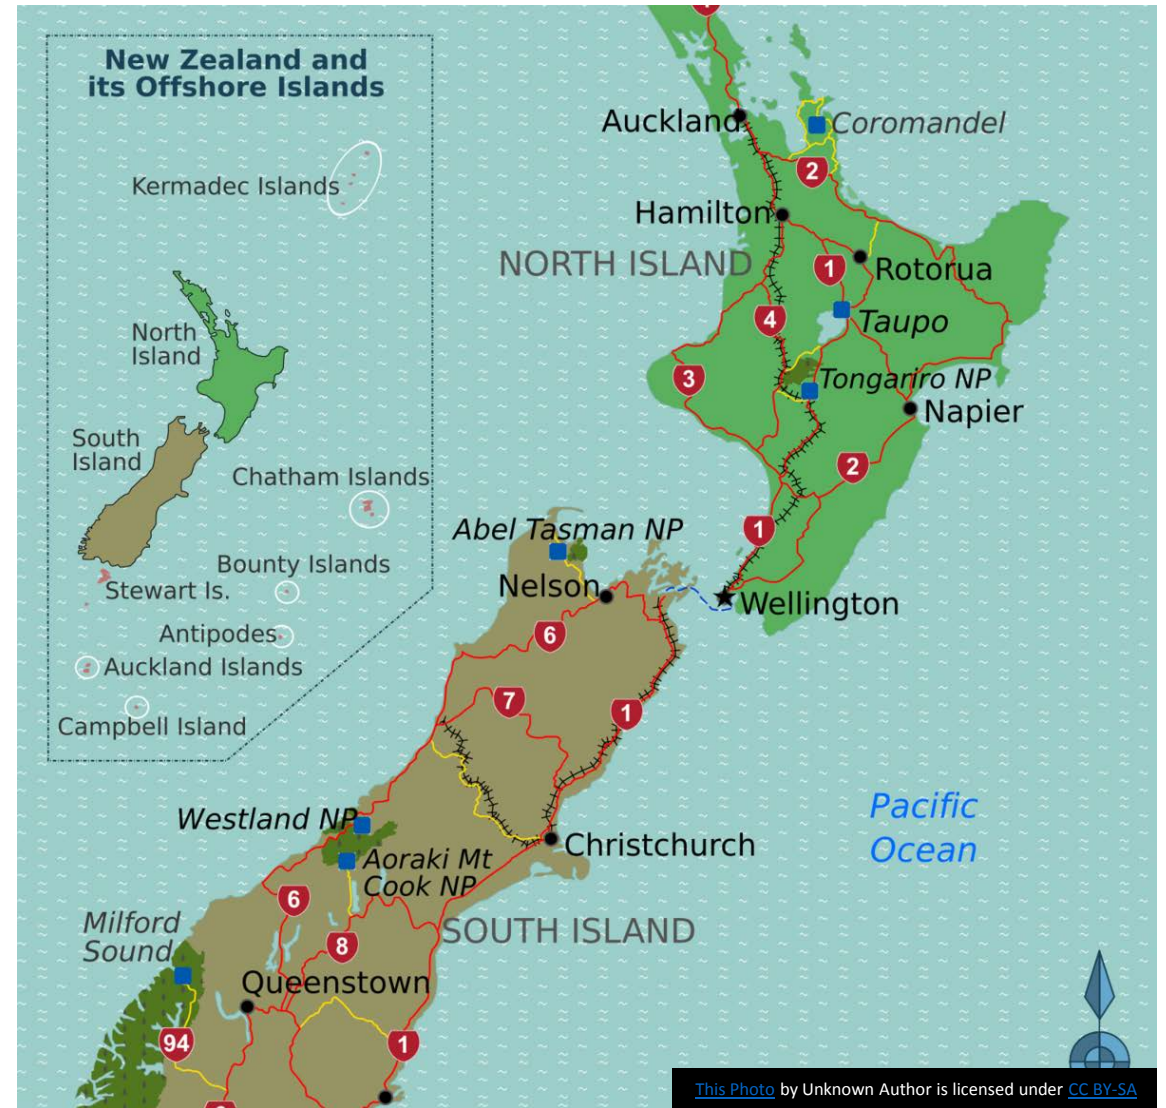 New Zealand and
its Offshore Islands
Kermadec Islands
North
Island
South
Island
Chatham Islands
Bounty Islands
Stewart Is.
Antipodes
Auckland Islands
Campbell Island
Auckland
Coromandel
2
Hamilton
NORTH ISLAND
1
Rotorua
4
Taupo
3
Tongariro NP
Napier
2
1
Abel Tasman NP
Nelson
Wellington
6
7
1
Pacific
Ocean
Westland NP
Christchurch
Aoraki Mt
Cook NP
6
Milford
Sound
8
SOUTH ISLAND
Queenstown
94
1
This Photo by Unknown Author is licensed under CC BY-SA